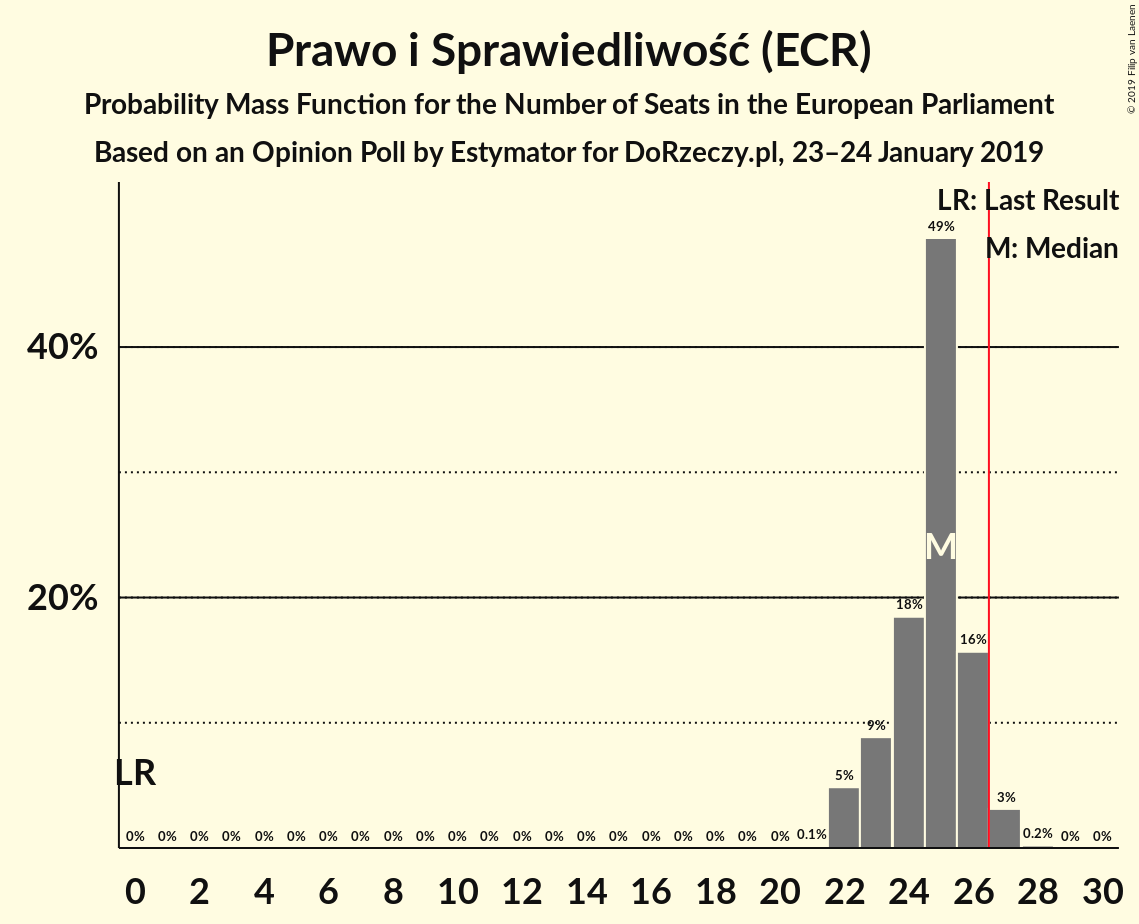 Prawo i Sprawiedliwość (ECR)
Probability Mass Function for the Number of Seats in the European Parliament
Based on an Opinion Poll by Estymator for DoRzeczy.pl, 23–24 January 2019
© 2019 Filip van Laenen
LR: Last Result
M: Median
49%
40%
M
20%
18%
16%
9%
LR
5%
3%
0% 0% 0% 0% 0% 0% 0% 0% 0% 0% 0% 0% 0% 0% 0% 0% 0% 0% 0% 0% 0% 0.1% 0.2% 0% 0%
0 2 4 6 8 10 12 14 16 18 20 22 24 26 28 30